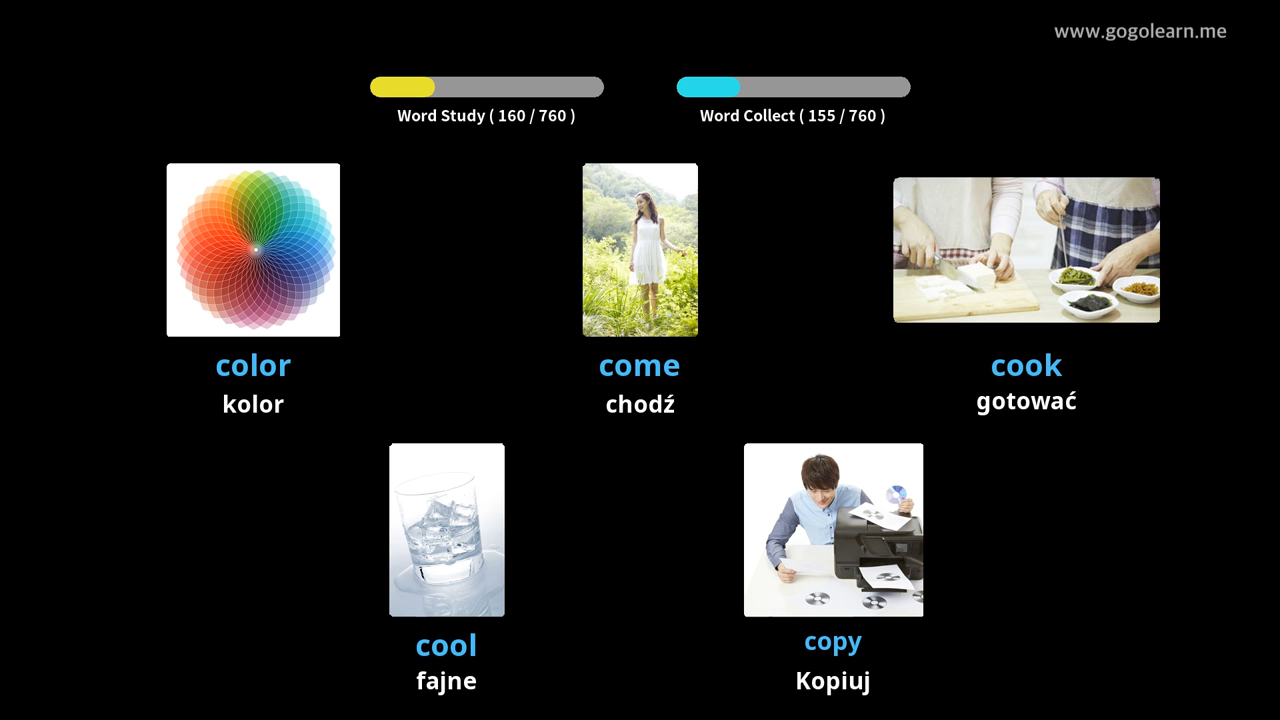 www.gogolearn.me
Word Study ( 160 / 760 )
Word Collect ( 155 / 760 )
color
kolor
come
chodź
cook
gotować
cool
fajne
copy
Kopiuj